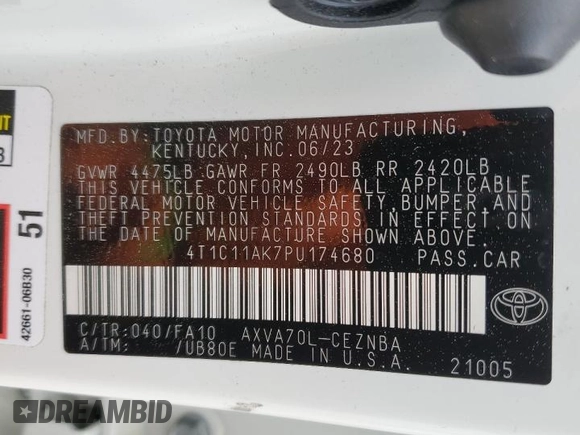 MFD. BY: TOYOTA MOTOR MANUFACTURING,
KENTUCKY, INC. 06/23
GVWR 4475LB GAWR FR 2490LB RR 2420LB
THIS VEHICLE CONFORMS TO ALL APPLICABLE
FEDERAL MOTOR VEHICLE SAFETY, BUMPER, AND
THEFT PREVENTION STANDARDS IN EFFECT ON
THE DATE OF MANUFACTURE SHOWN ABOVE.
4T1C11AK7PU174680 PASS.CAR
C/TR:040/FA10 AXVA70L-CEZNBA
A/TM: /UB80E MADE IN U.S.A. 21005
TOYOTA
51
42661-06B30
DREAMBID